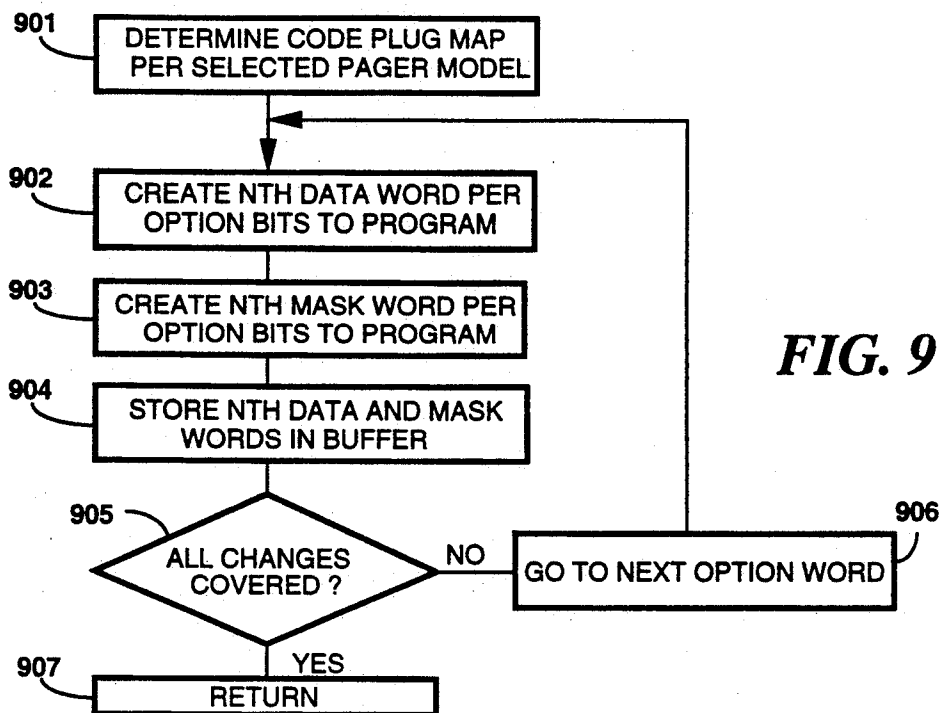 901
DETERMINE CODE PLUG MAP
PER SELECTED PAGER MODEL
902
CREATE NTH DATA WORD PER
OPTION BITS TO PROGRAM
903
CREATE NTH MASK WORD PER
OPTION BITS TO PROGRAM
FIG. 9
904
STORE NTH DATA AND MASK
WORDS IN BUFFER
905
ALL CHANGES
COVERED ?
NO
906
GO TO NEXT OPTION WORD
YES
907
RETURN